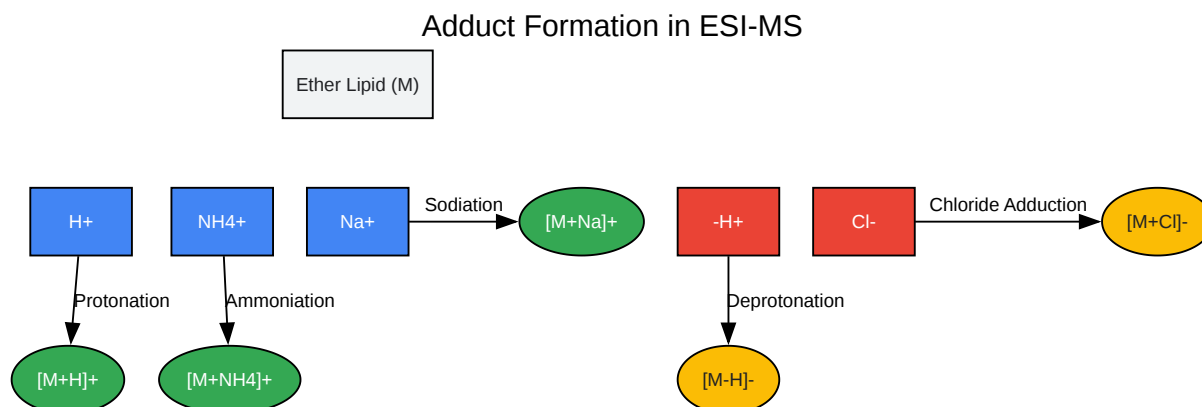 Adduct Formation in ESI-MS
Ether Lipid (M)
H+
NH4+
Na+
Sodiation
[M+Na]+
-H+
Cl-
Chloride Adduction
[M+Cl]-
Protonation
Ammoniation
Deprotonation
[M+H]+
[M+NH4]+
[M-H]-